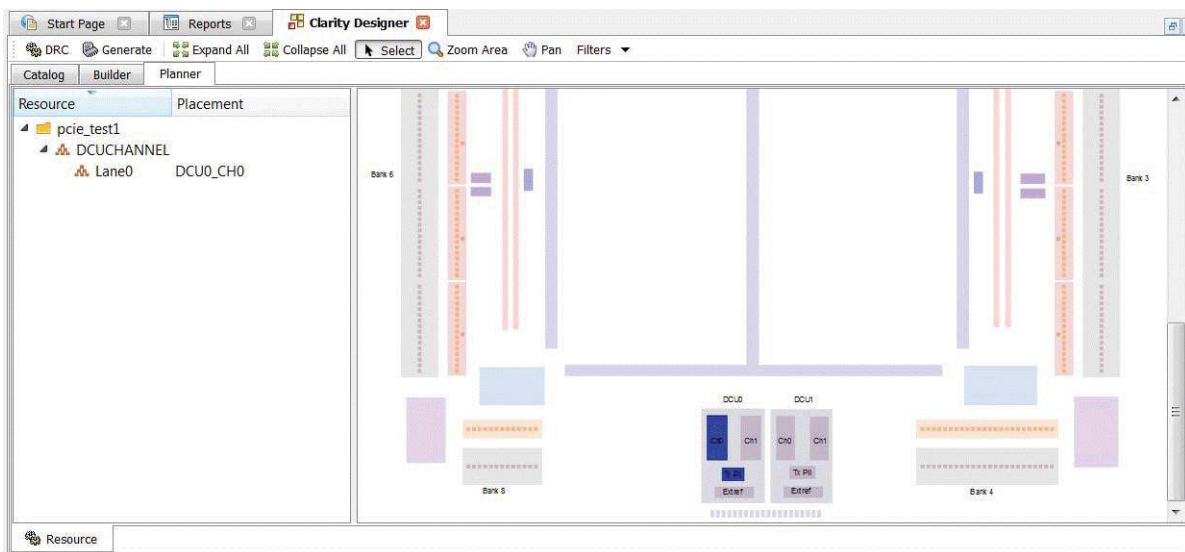 Start Page Reports Clarity Designer
DRC Generate Expand All Collapse All Select Zoom Area Pan Filters
Catalog Builder Planner
Resource Placement
pcie_test1
DCUCHANNEL
Lane0 DCU0_CH0
Bank 6
Bank 3
DCU0 DCU1
Ch0 Ch1 Ch0 Ch1
Tx Pll Tx Pll
Extref Extref
Bank 8
Bank 4
Resource